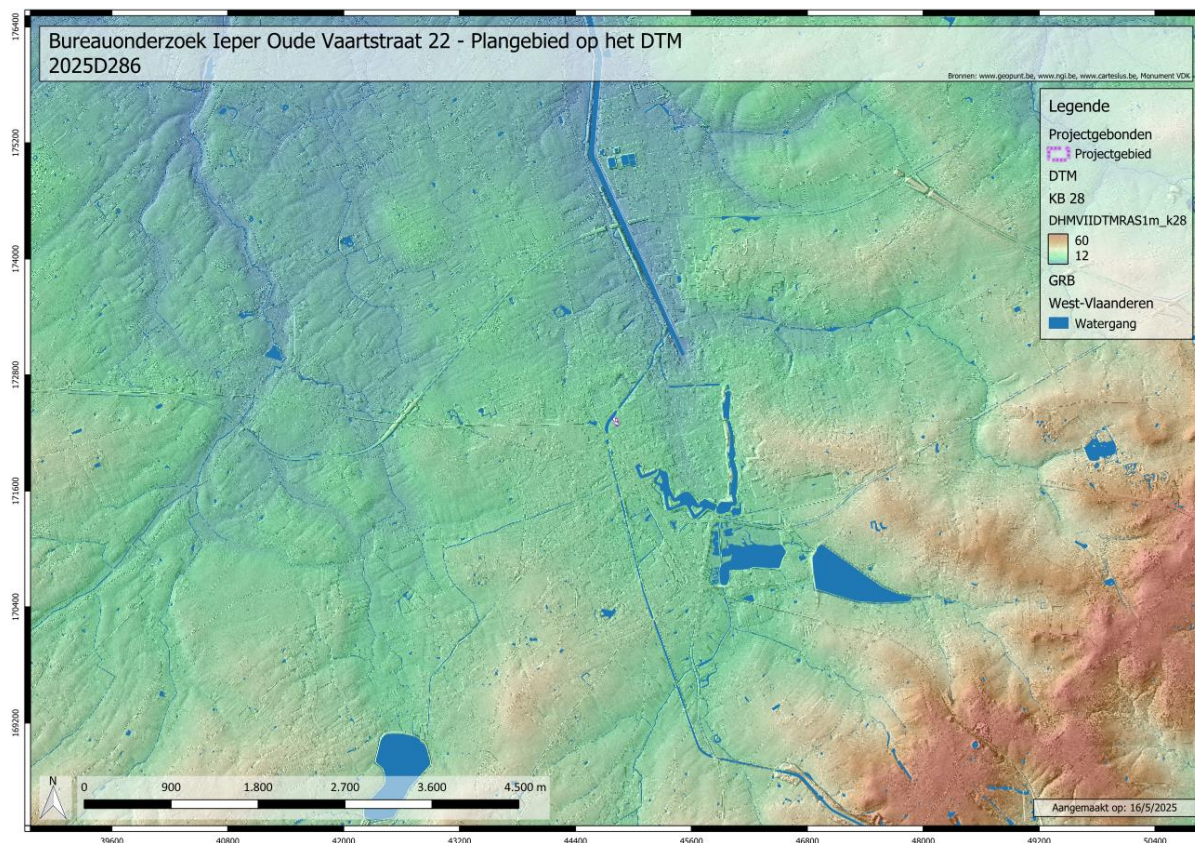 Bureauonderzoek Ieper Oude Vaartstraat 22 - Plangebied op het DTM
2025D286
Bronnen: www.geopunt.be, www.ngi.be, www.cartesius.be, Monument VDK
Legende
Projectgebonden
Projectgebied
DTM
KB 28
DHMVIIDTMRAS1m_k28
60
12
GRB
West-Vlaanderen
Watergang
176400
175200
174000
172800
171600
170400
169200
N
0 900 1.800 2.700 3.600 4.500 m
Aangemaakt op: 16/5/2025
39600 40800 42000 43200 44400 45600 46800 48000 49200 50400